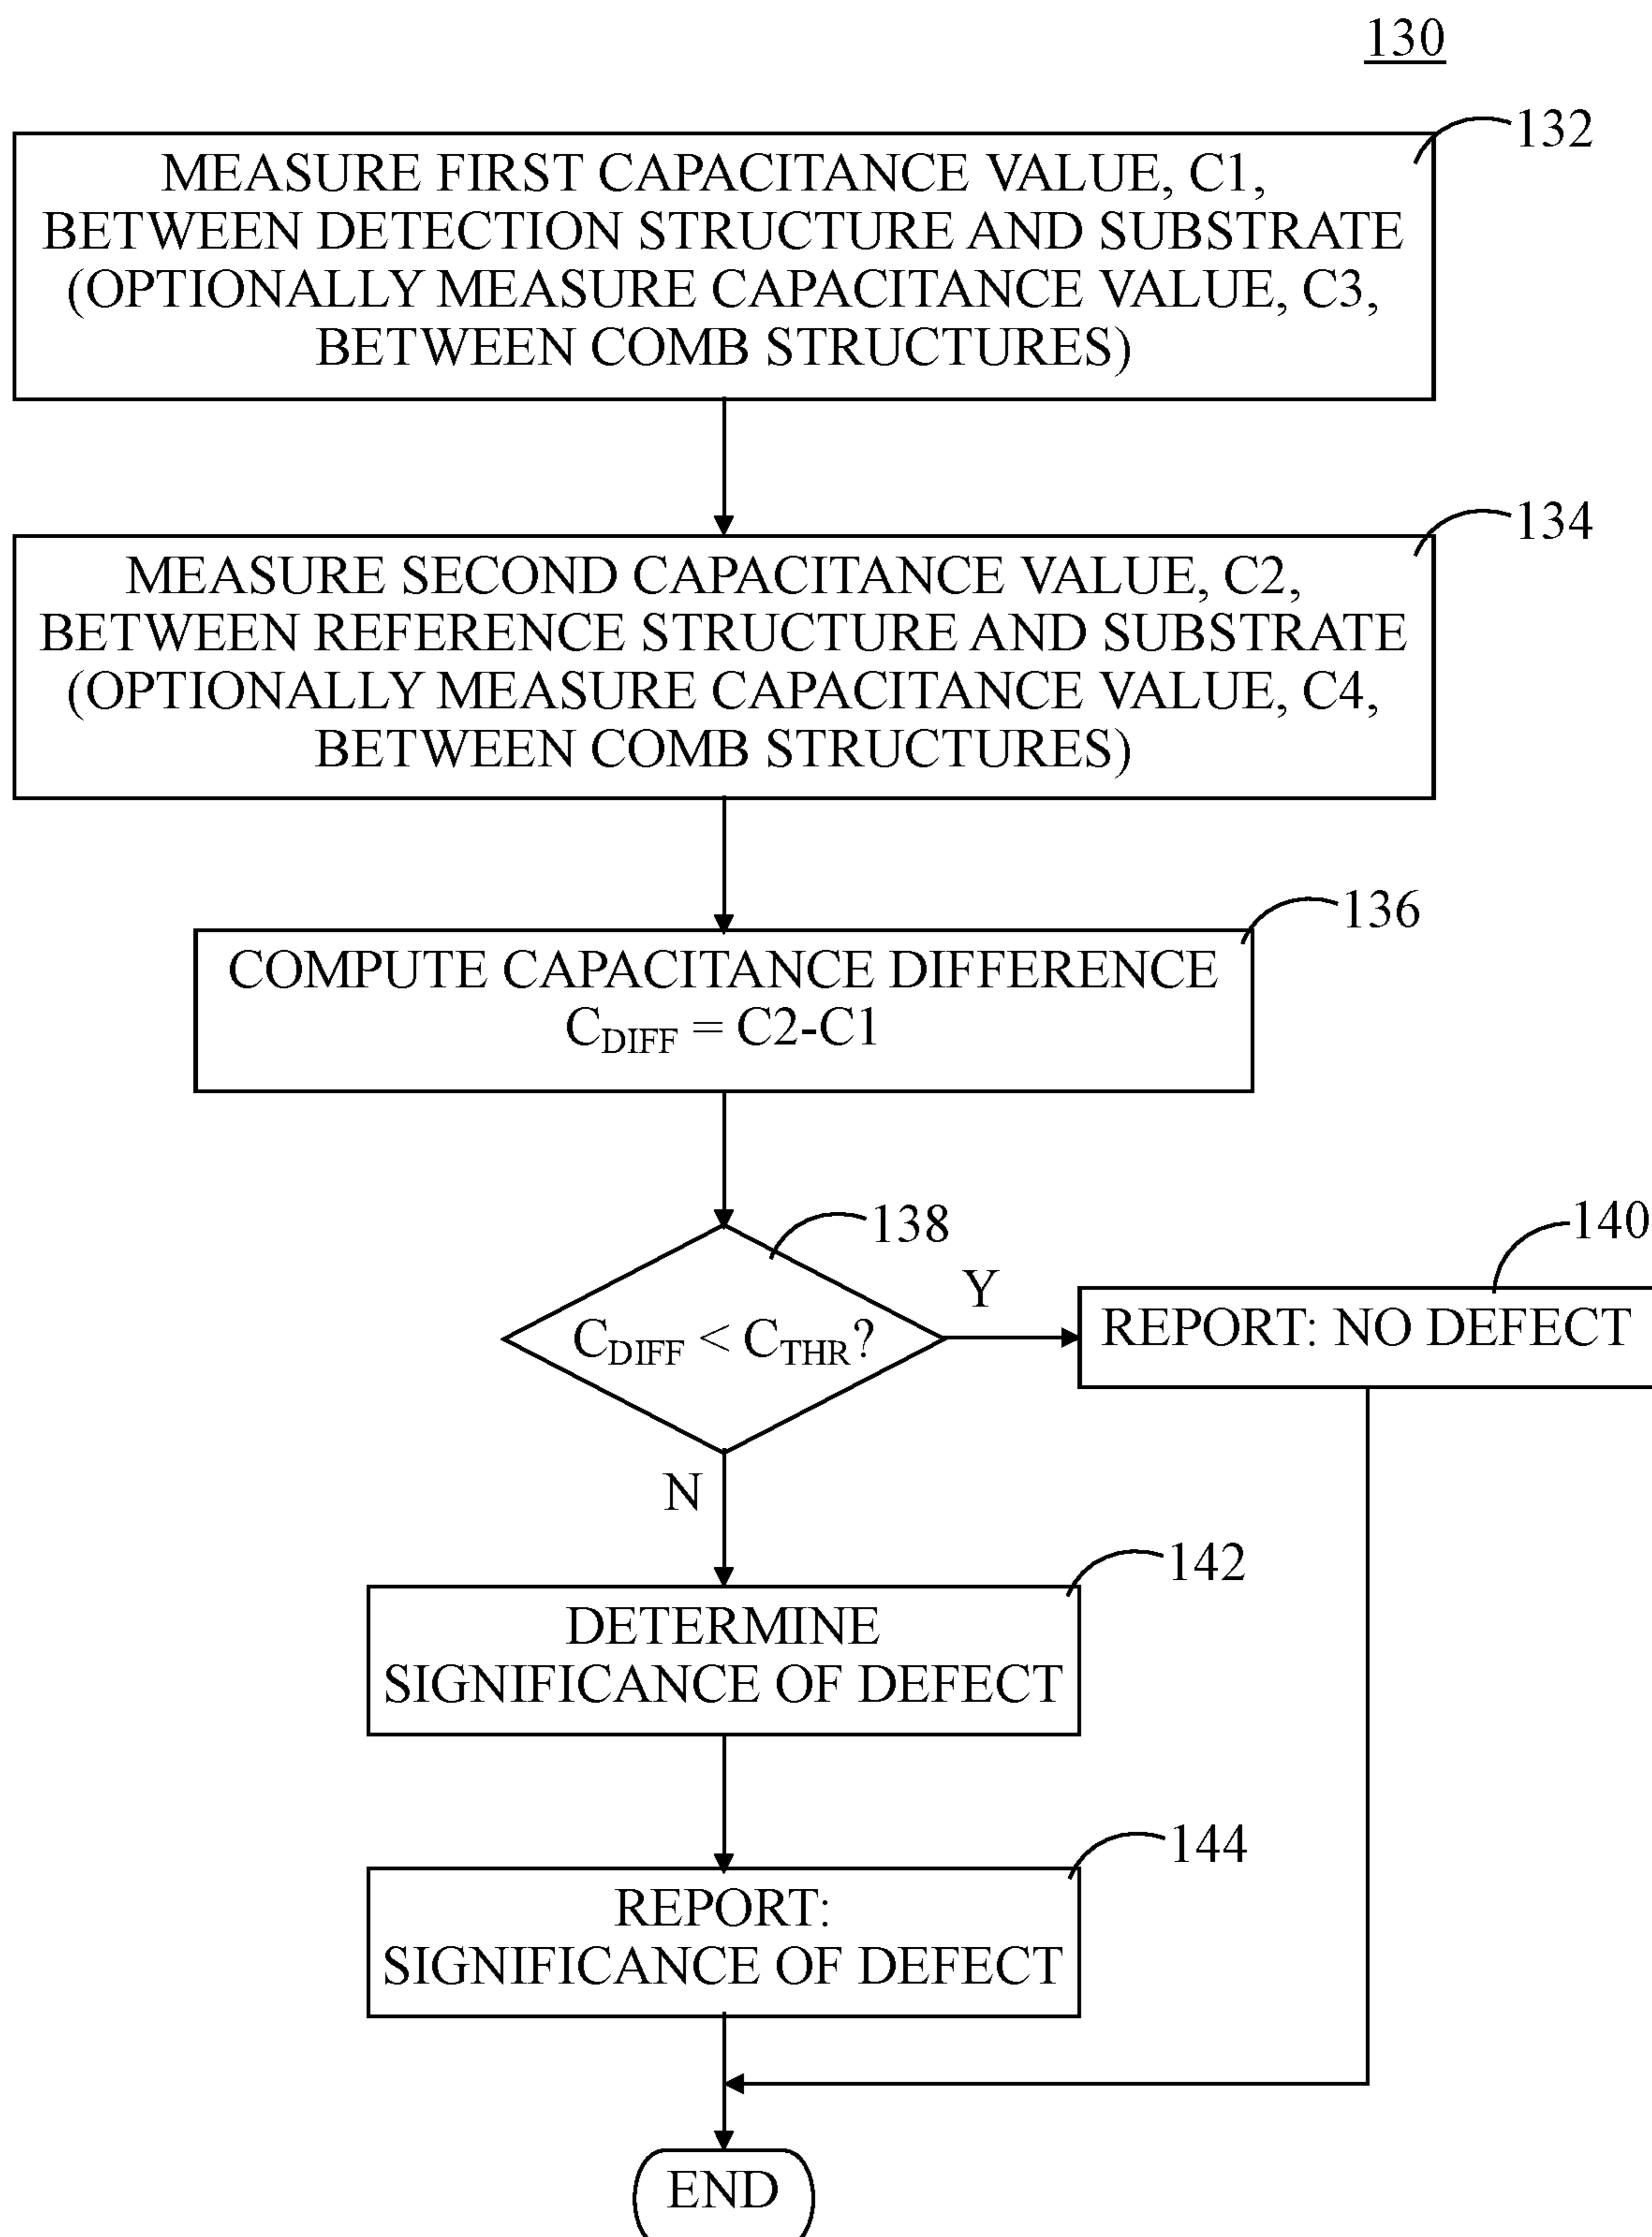 130
132
MEASURE FIRST CAPACITANCE VALUE, C1,
BETWEEN DETECTION STRUCTURE AND SUBSTRATE
(OPTIONALLY MEASURE CAPACITANCE VALUE, C3,
BETWEEN COMB STRUCTURES)
134
MEASURE SECOND CAPACITANCE VALUE, C2,
BETWEEN REFERENCE STRUCTURE AND SUBSTRATE
(OPTIONALLY MEASURE CAPACITANCE VALUE, C4,
BETWEEN COMB STRUCTURES)
136
COMPUTE CAPACITANCE DIFFERENCE
CDIFF = C2-C1
138
CDIFF < CTHR?
Y
140
REPORT: NO DEFECT
N
142
DETERMINE
SIGNIFICANCE OF DEFECT
144
REPORT:
SIGNIFICANCE OF DEFECT
END